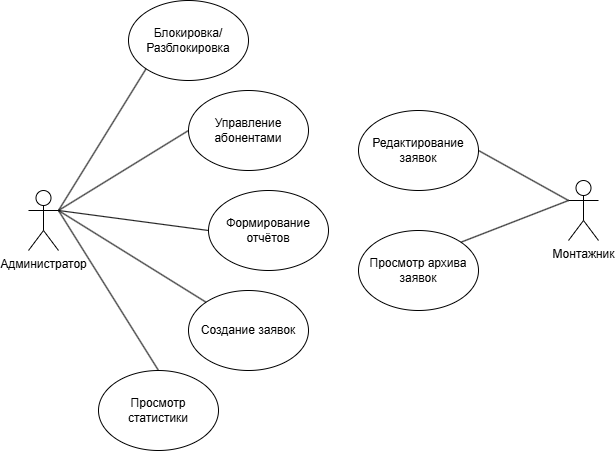 Блокировка/
Разблокировка
Управление
абонентами
Формирование
отчётов
Создание заявок
Просмотр
статистики
Администратор
Редактирование
заявок
Просмотр архива
заявок
Монтажник